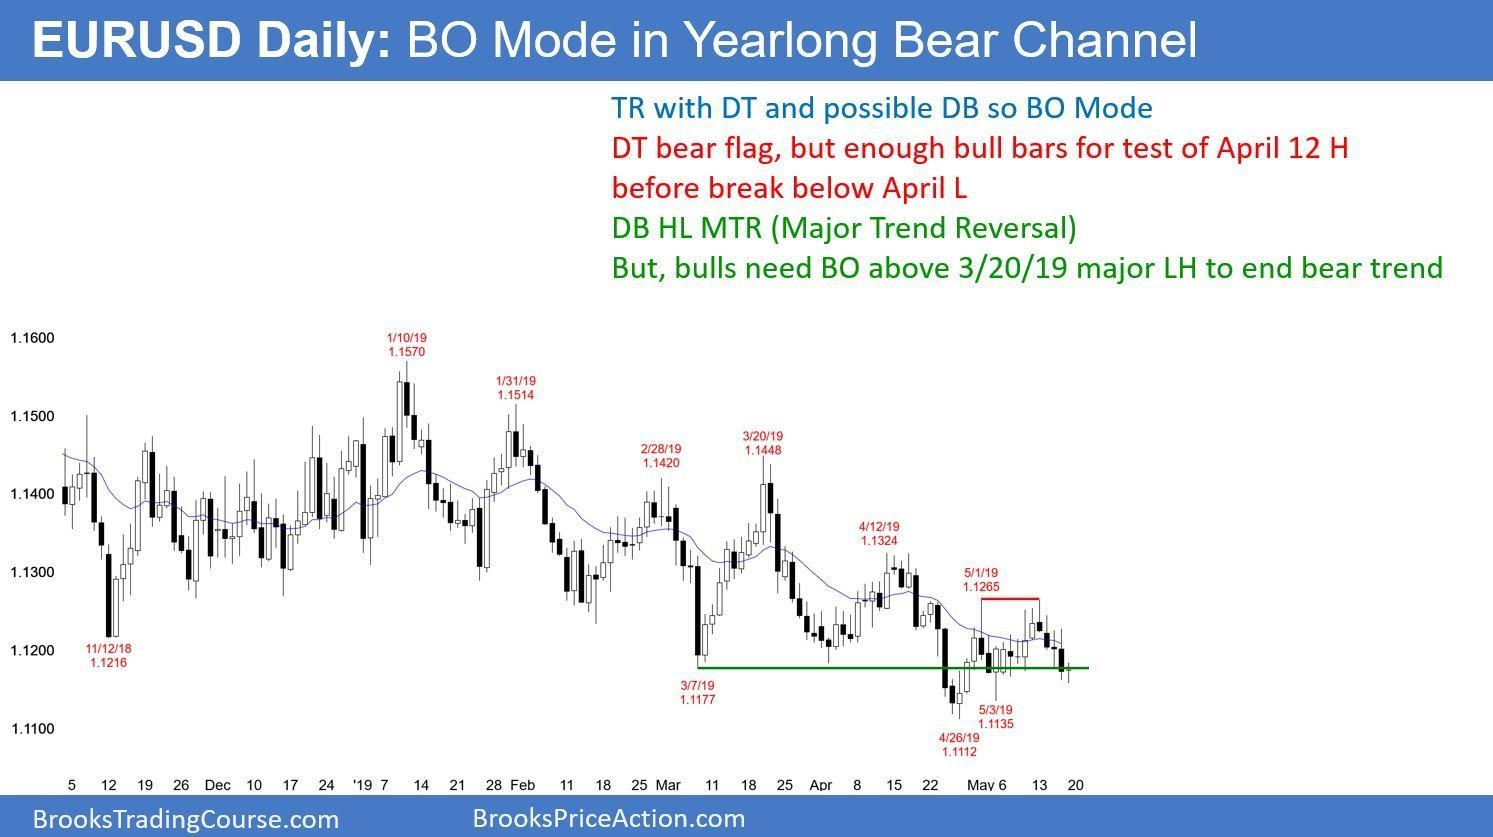 EURUSD Daily: BO Mode in Yearlong Bear Channel
TR with DT and possible DB so BO Mode
DT bear flag, but enough bull bars for test of April 12 H
before break below April L
DB HL MTR (Major Trend Reversal)
But, bulls need BO above 3/20/19 major LH to end bear trend
1.1600
1.1500
1.1400
1.1300
1.1200
1.1100
1/10/19
1.1570
1/31/19
1.1514
2/28/19
1.1420
3/20/19
1.1448
4/12/19
1.1324
5/1/19
1.1265
11/12/18
1.1216
3/7/19
1.1177
5/3/19
1.1135
4/26/19
1.1112
5 12 19 26 Dec 10 17 24 '19 7 14 21 28 Feb 11 18 25 Mar 11 18 25 Apr 8 15 22 May 6 13 20
BrooksTradingCourse.com
BrooksPriceAction.com